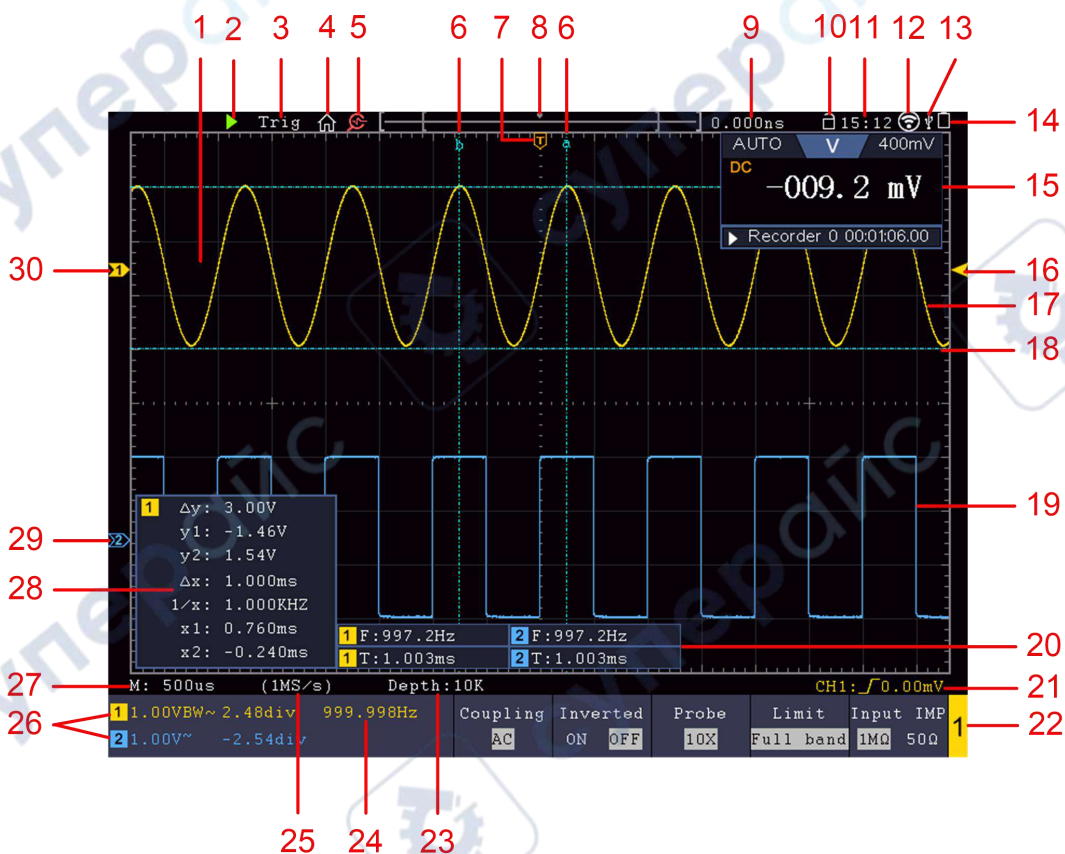 1 2 3 4 5 6 7 8 6 9 10 11 12 13
Trig 0.000ns 15:12
14
AUTO V 400mV
DC
-009.2 mV
15
Recorder 0 00:01:06.00
b T a
30 1
16
17
18
супер айс
супер айс
19
29 2
1 Δy: 3.00V
y1: -1.46V
y2: 1.54V
28 Δx: 1.000ms
1/x: 1.000KHZ
x1: 0.760ms
x2: -0.240ms
1 F:997.2Hz 2 F:997.2Hz
1 T:1.003ms 2 T:1.003ms
20
27 M: 500us (1MS/s) Depth:10K CH1: 0.00mV 21
26
1 1.00VBW~ 2.48div 999.998Hz
2 1.00V~ -2.54div
Coupling Inverted Probe Limit Input IMP
AC ON OFF 10X Full band 1MΩ 50Ω
1
22
25 24 23